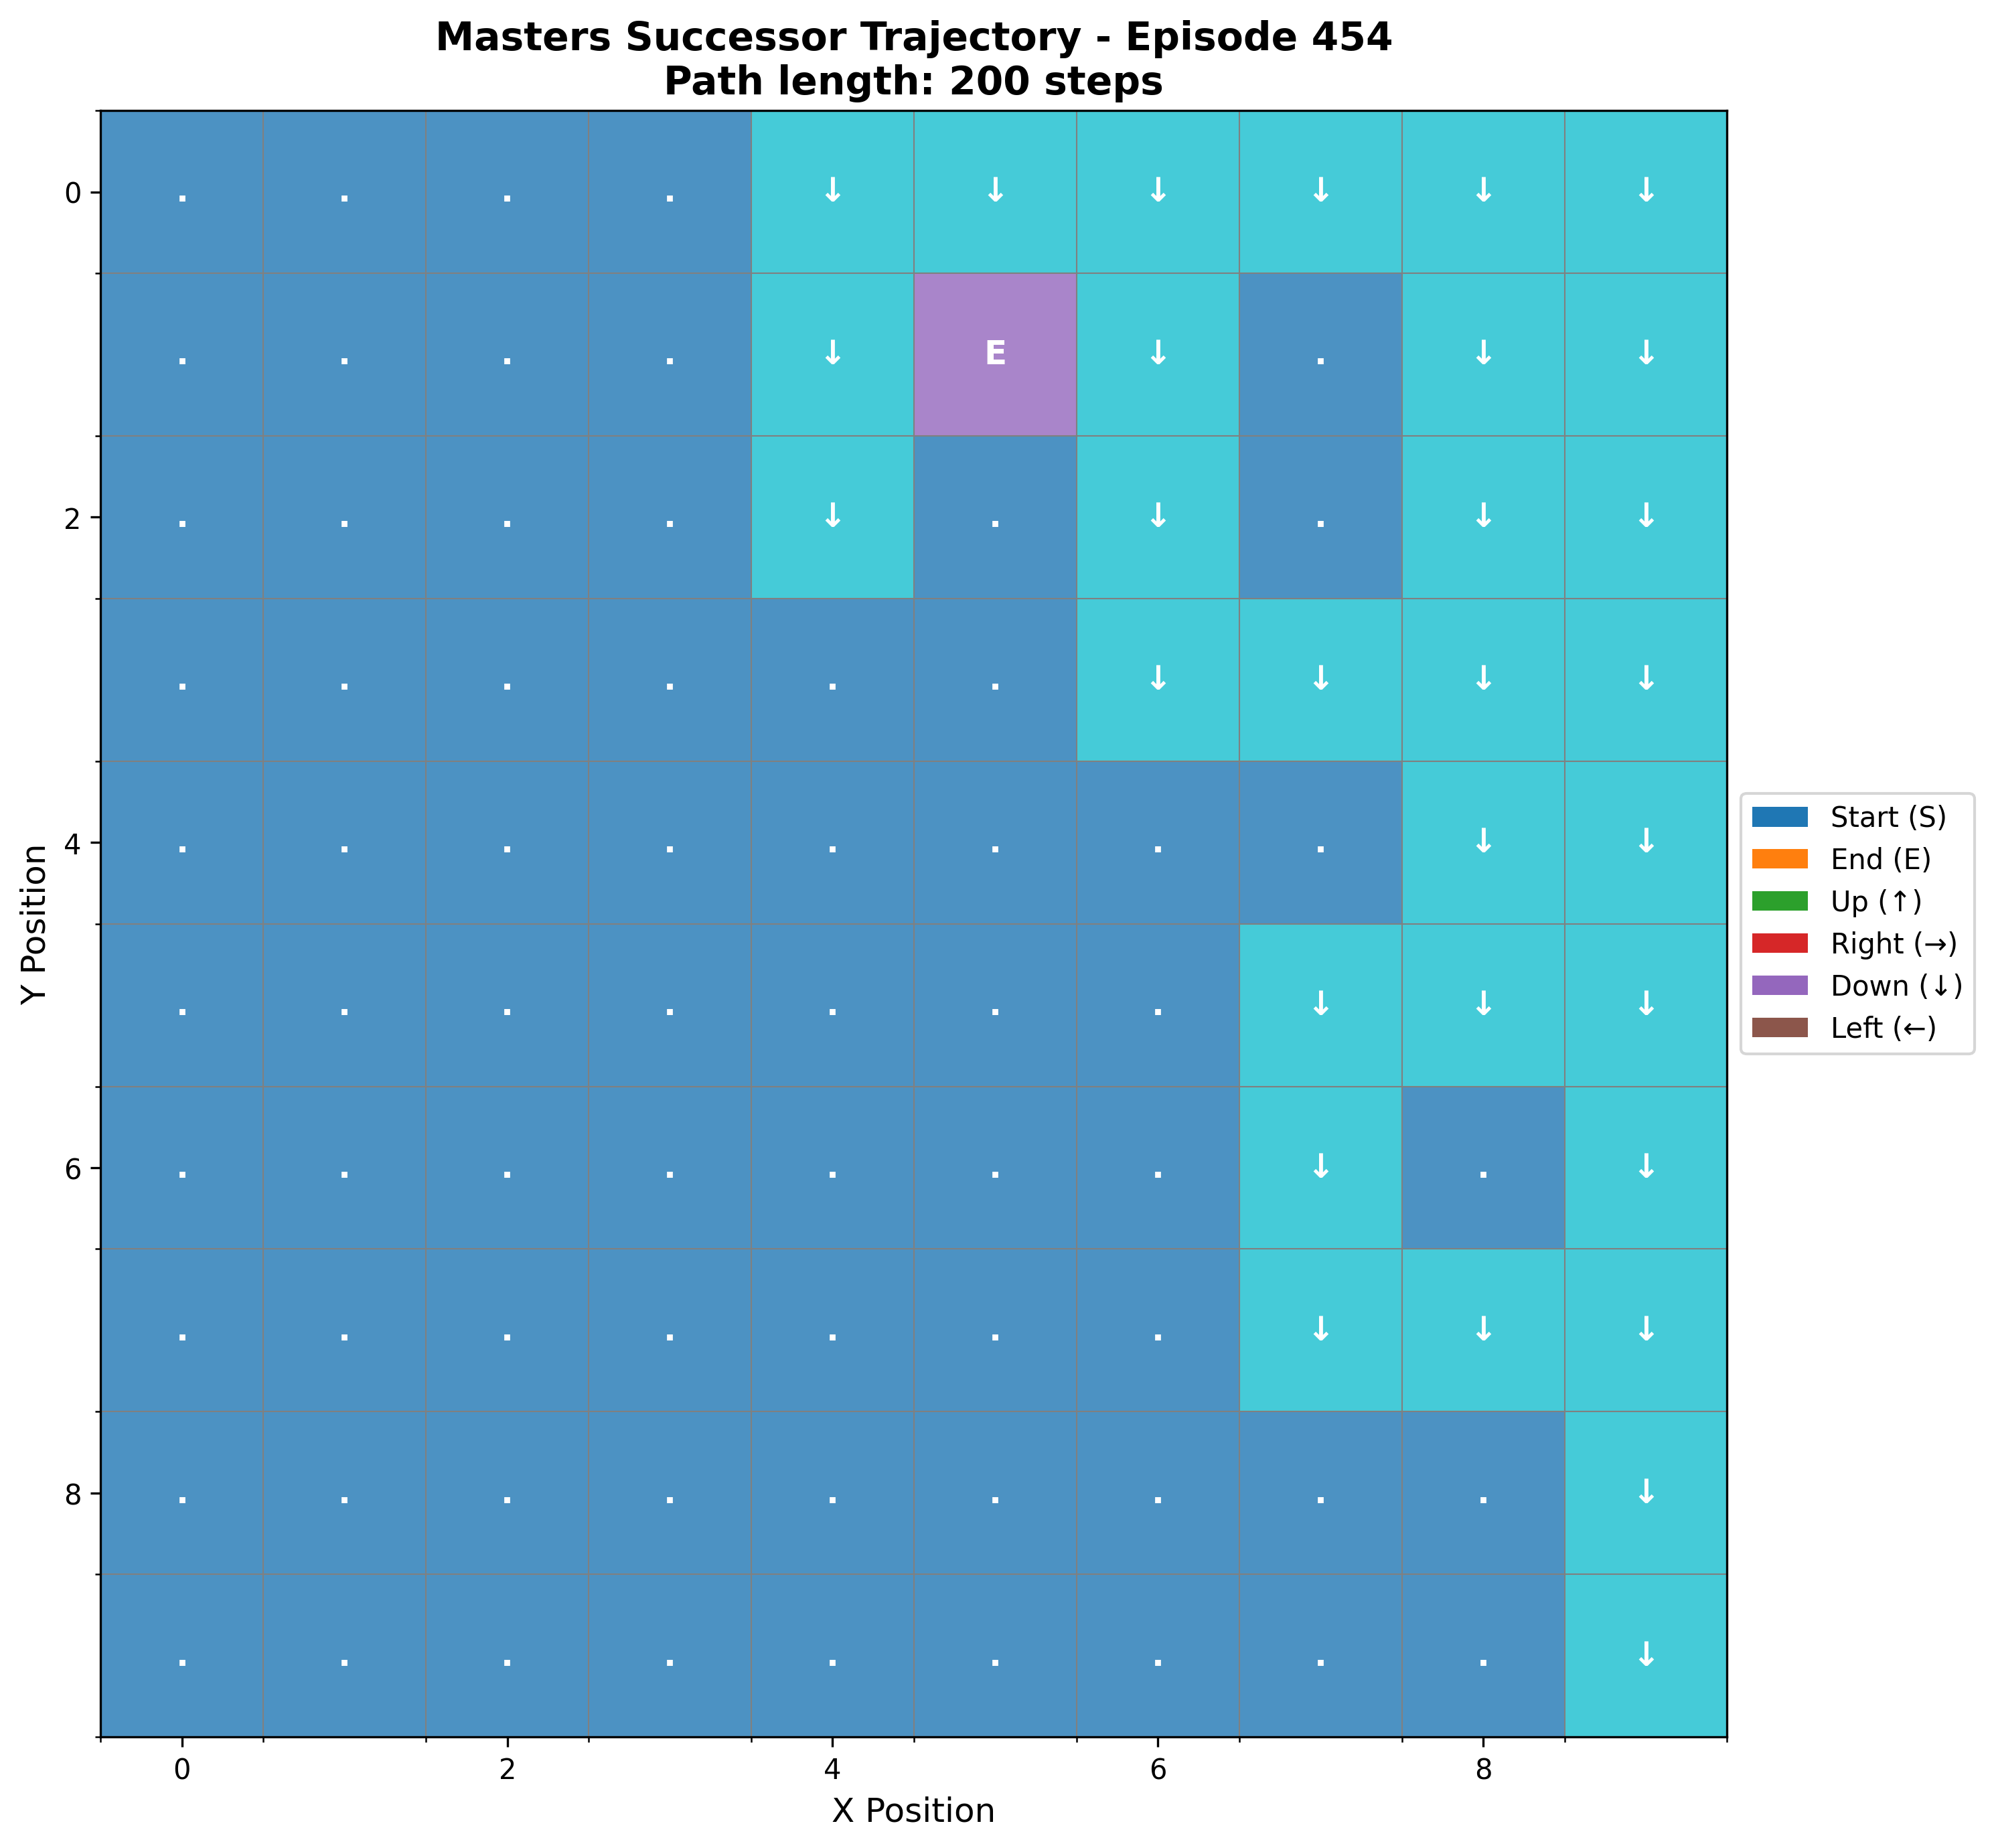 Masters Successor Trajectory - Episode 454
Path length: 200 steps
0 . . . . ↓ ↓ ↓ ↓ ↓ ↓
. . . . ↓ E ↓ . ↓ ↓
2 . . . . ↓ . ↓ . ↓ ↓
. . . . . . ↓ ↓ ↓ ↓
4 . . . . . . . . ↓ ↓
. . . . . . . ↓ ↓ ↓
6 . . . . . . . ↓ . ↓
. . . . . . . ↓ ↓ ↓
8 . . . . . . . . . ↓
. . . . . . . . . ↓
0 2 4 6 8
X Position
Y Position
Start (S)
End (E)
Up (↑)
Right (→)
Down (↓)
Left (←)